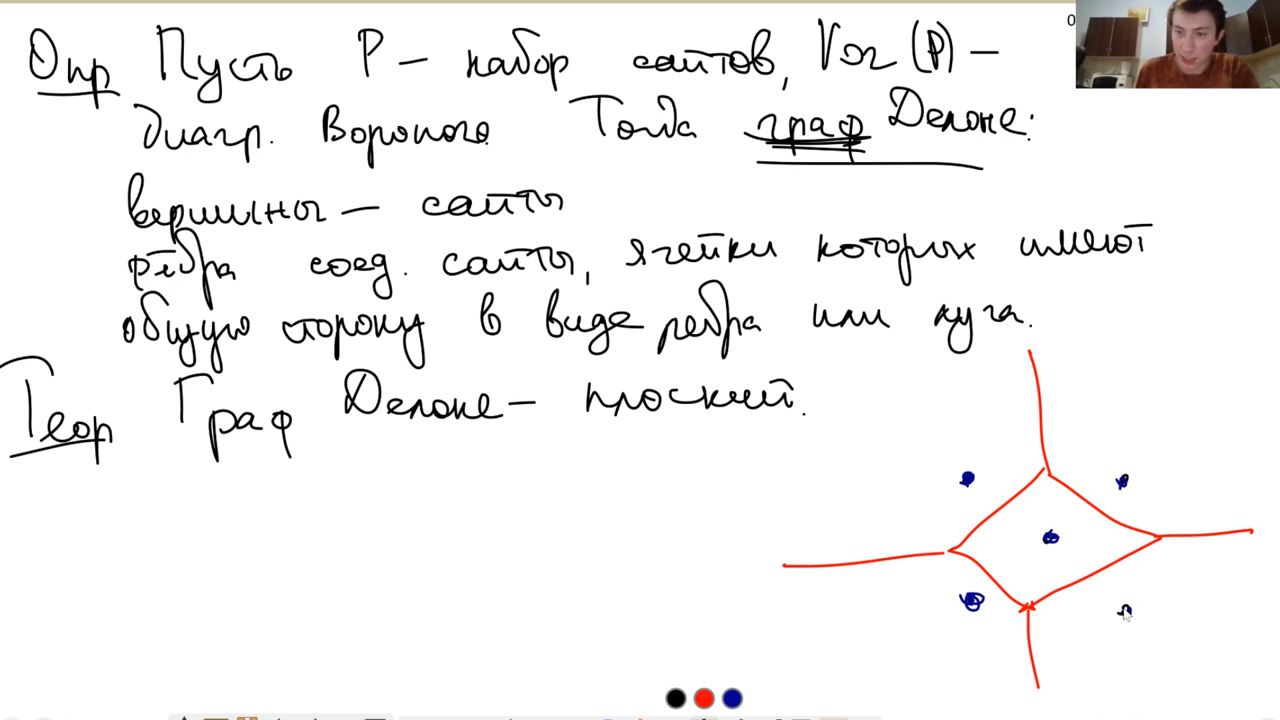 Опр Пусть P – набор сайтов, Vor (P) –
диагр. Вороного. Тогда граф Делоне:
вершины – сайты
рёбра соед. сайты, ячейки которых имеют
общую сторону в виде ребра или луча.
Теор Граф Делоне – плоский.